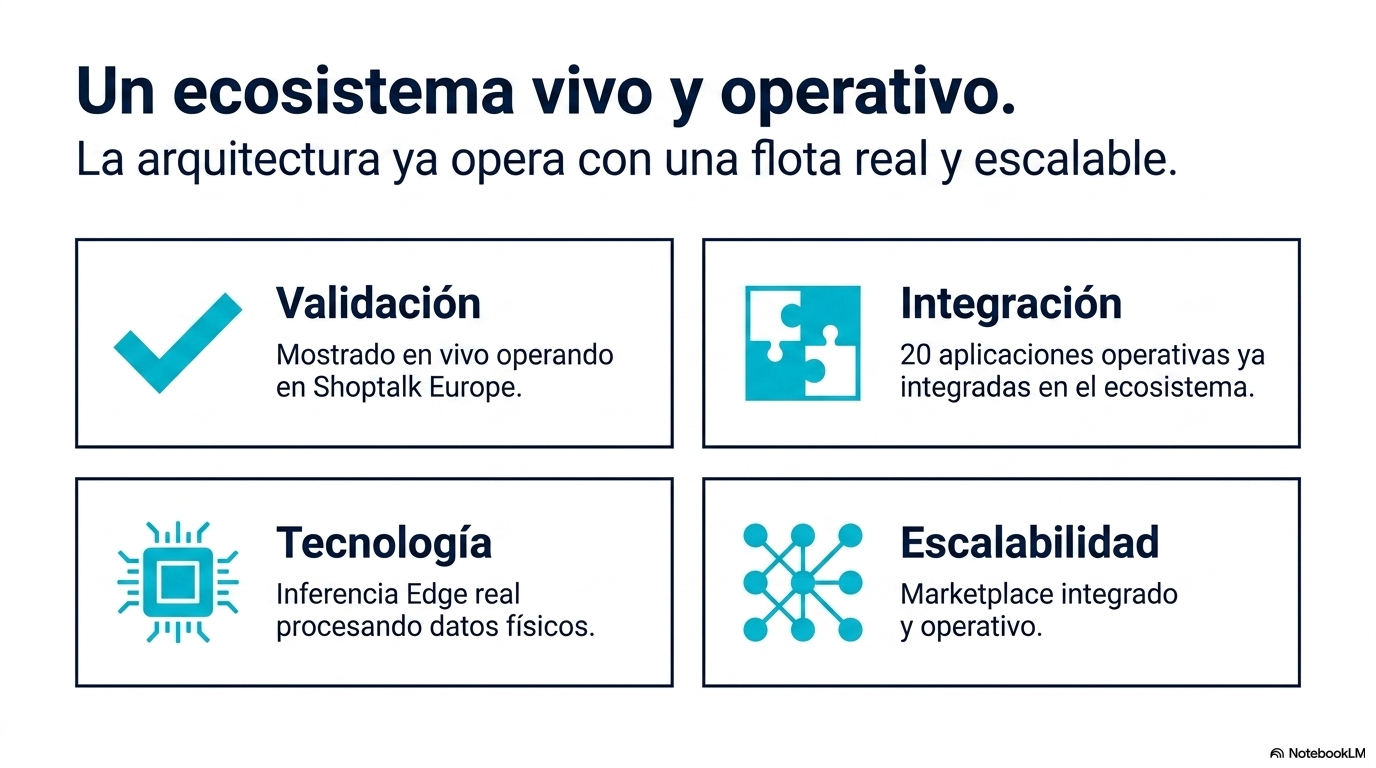 Un ecosistema vivo y operativo.
La arquitectura ya opera con una flota real y escalable.
Validación
Mostrado en vivo operando
en Shoptalk Europe.
Integración
20 aplicaciones operativas ya
integradas en el ecosistema.
Tecnología
Inferencia Edge real
procesando datos físicos.
Escalabilidad
Marketplace integrado
y operativo.
NotebookLM